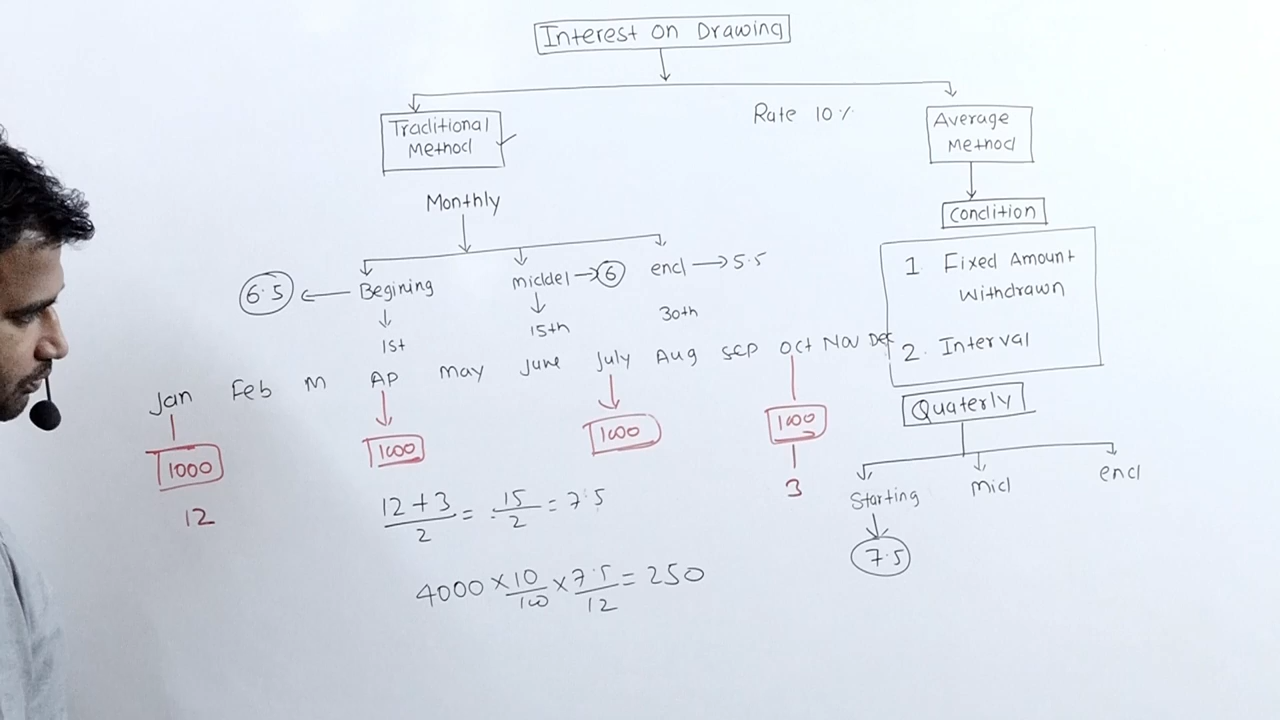 Interest on Drawing
Traditional
Method
Rate 10%
Average
Method
Monthly
Condition
6.5
Begining
middel
6
end
5.5
1st
15th
30th
1. Fixed Amount
Withdrawn
2. Interval
Jan Feb M AP may June July Aug Sep Oct Nov Dec
1000
1000
1000
1000
12
3
Quaterly
Starting
mid
end
7.5
12+3/2 = 15/2 = 7.5
4000 × 10/100 × 7.5/12 = 250